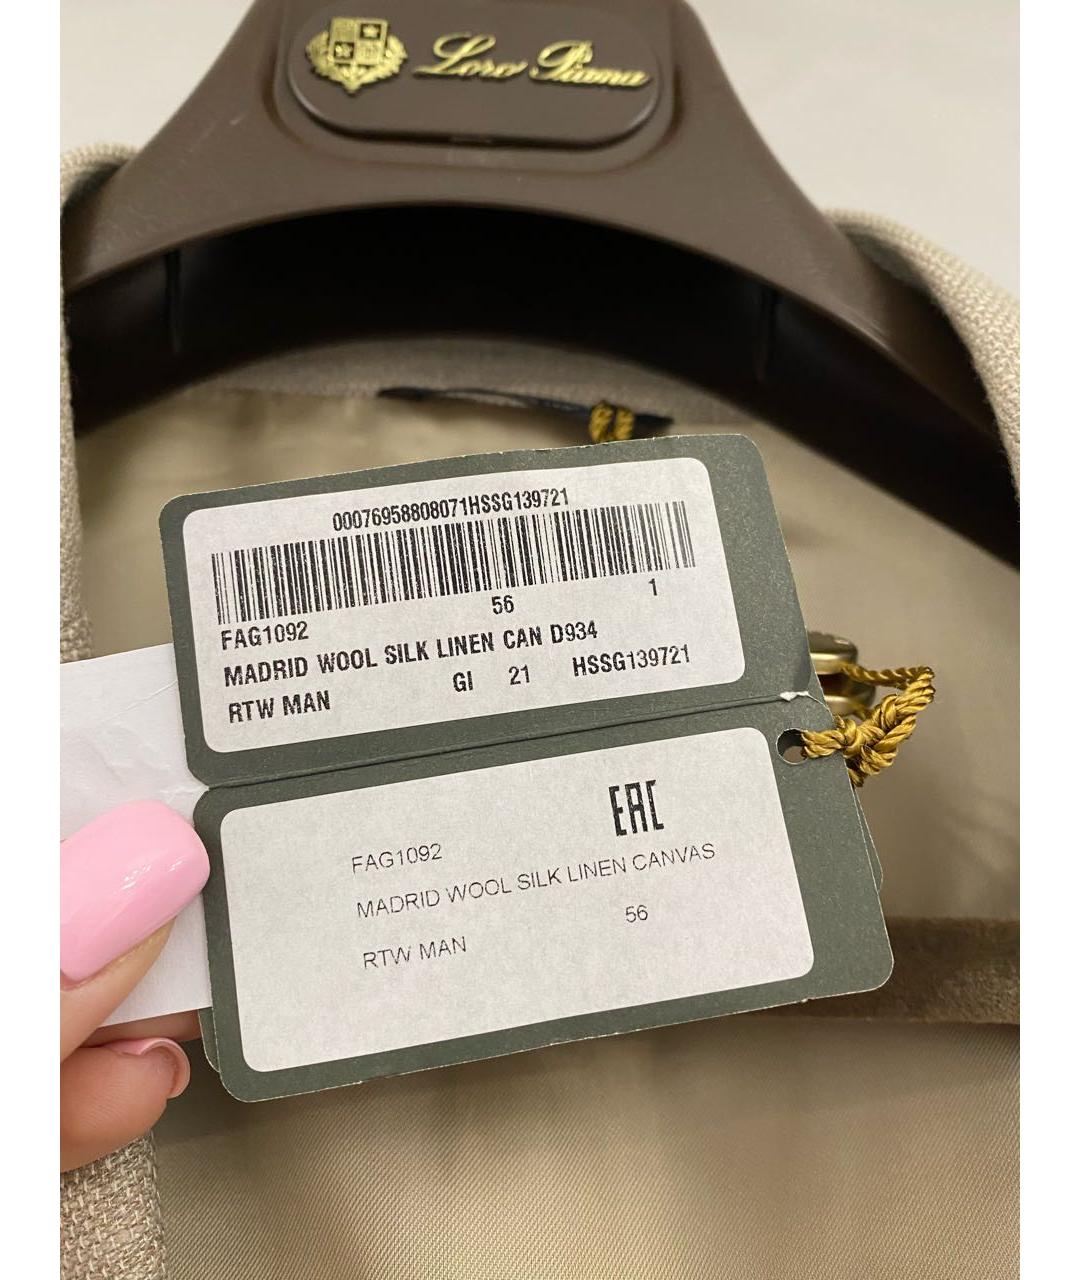 Loro Piana
00076958808071HSSG139721
56 1
FAG1092
MADRID WOOL SILK LINEN CAN D934
RTW MAN GI 21 HSSG139721
EAC
FAG1092
MADRID WOOL SILK LINEN CANVAS
56
RTW MAN